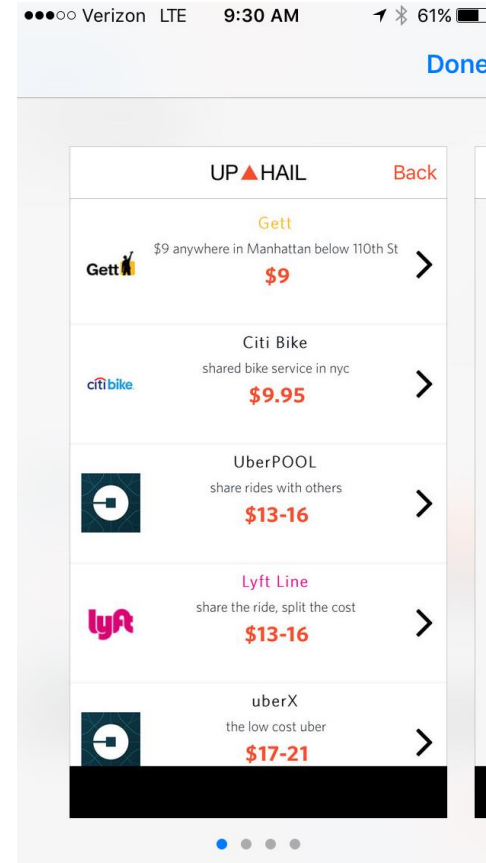 Verizon LTE 9:30 AM 61%
Done
UP HAIL Back
Gett
$9 anywhere in Manhattan below 110th St
Gett
$9
Citi Bike
shared bike service in nyc
citi bike
$9.95
UberPOOL
share rides with others
$13-16
Lyft Line
share the ride, split the cost
lyft
$13-16
uberX
the low cost uber
$17-21